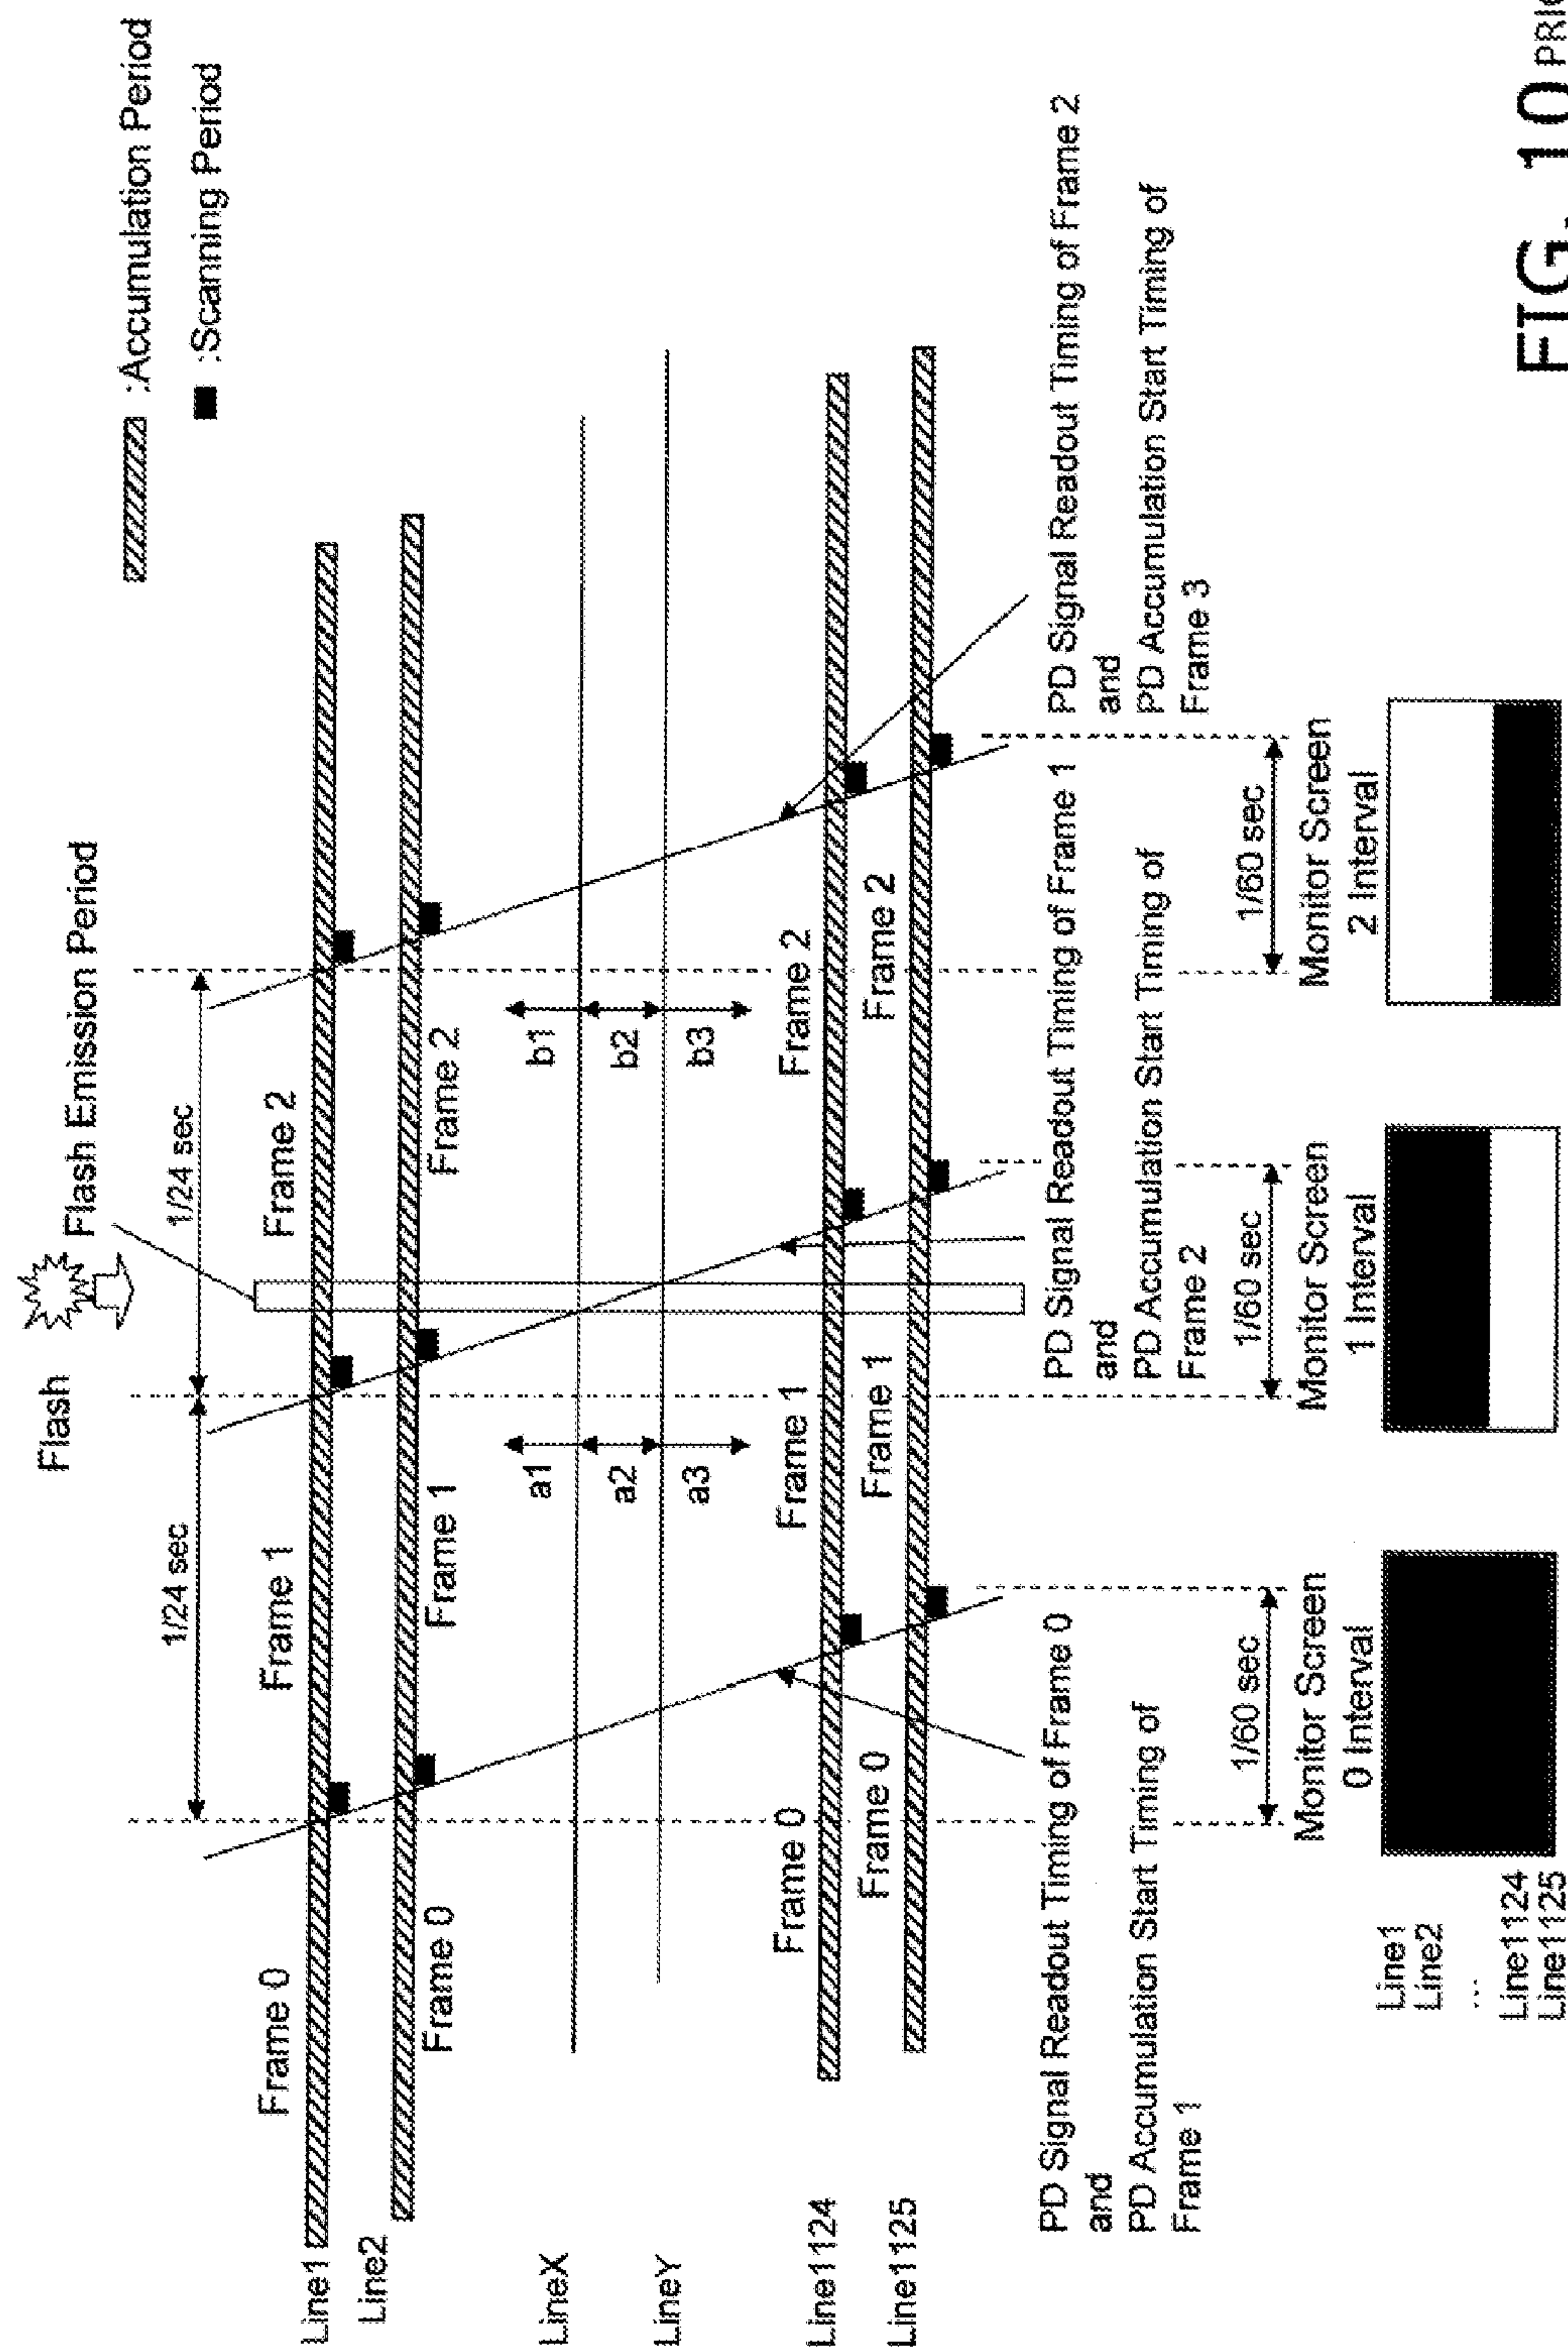 Flash
Flash Emission Period
:Accumulation Period
:Scanning Period
1/24 sec
1/24 sec
Frame 0
Frame 1
Frame 2
Line1
Line2
Frame 0
Frame 1
Frame 2
LineX
a1
b1
a2
b2
LineY
a3
b3
Frame 0
Frame 1
Frame 2
Line1124
Frame 0
Frame 1
Frame 2
Line1125
PD Signal Readout Timing of Frame 0
and
PD Accumulation Start Timing of
Frame 1
PD Signal Readout Timing of Frame 1
and
PD Accumulation Start Timing of
Frame 2
PD Signal Readout Timing of Frame 2
and
PD Accumulation Start Timing of
Frame 3
1/60 sec
1/60 sec
1/60 sec
Monitor Screen
0 Interval
Monitor Screen
1 Interval
Monitor Screen
2 Interval
Line1
Line2
...
Line1124
Line1125
FIG. 10